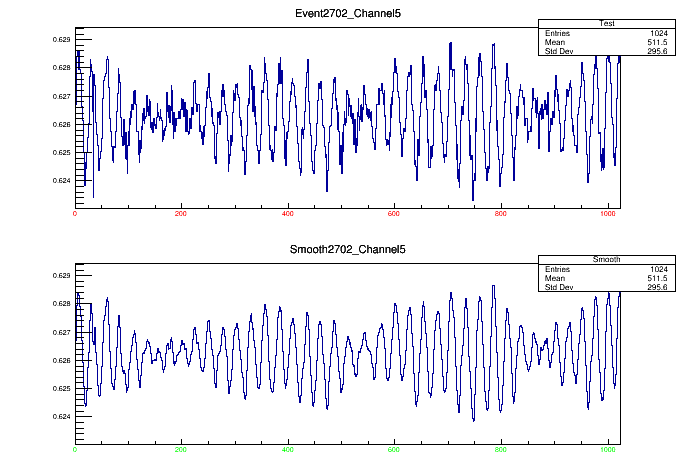 Event2702_Channel5
Test
Entries 1024
Mean 511.5
Std Dev 295.6
0.629
0.628
0.627
0.626
0.625
0.624
0 200 400 600 800 1000
Smooth2702_Channel5
Smooth
Entries 1024
Mean 511.5
Std Dev 295.6
0.629
0.628
0.627
0.626
0.625
0.624
0 200 400 600 800 1000